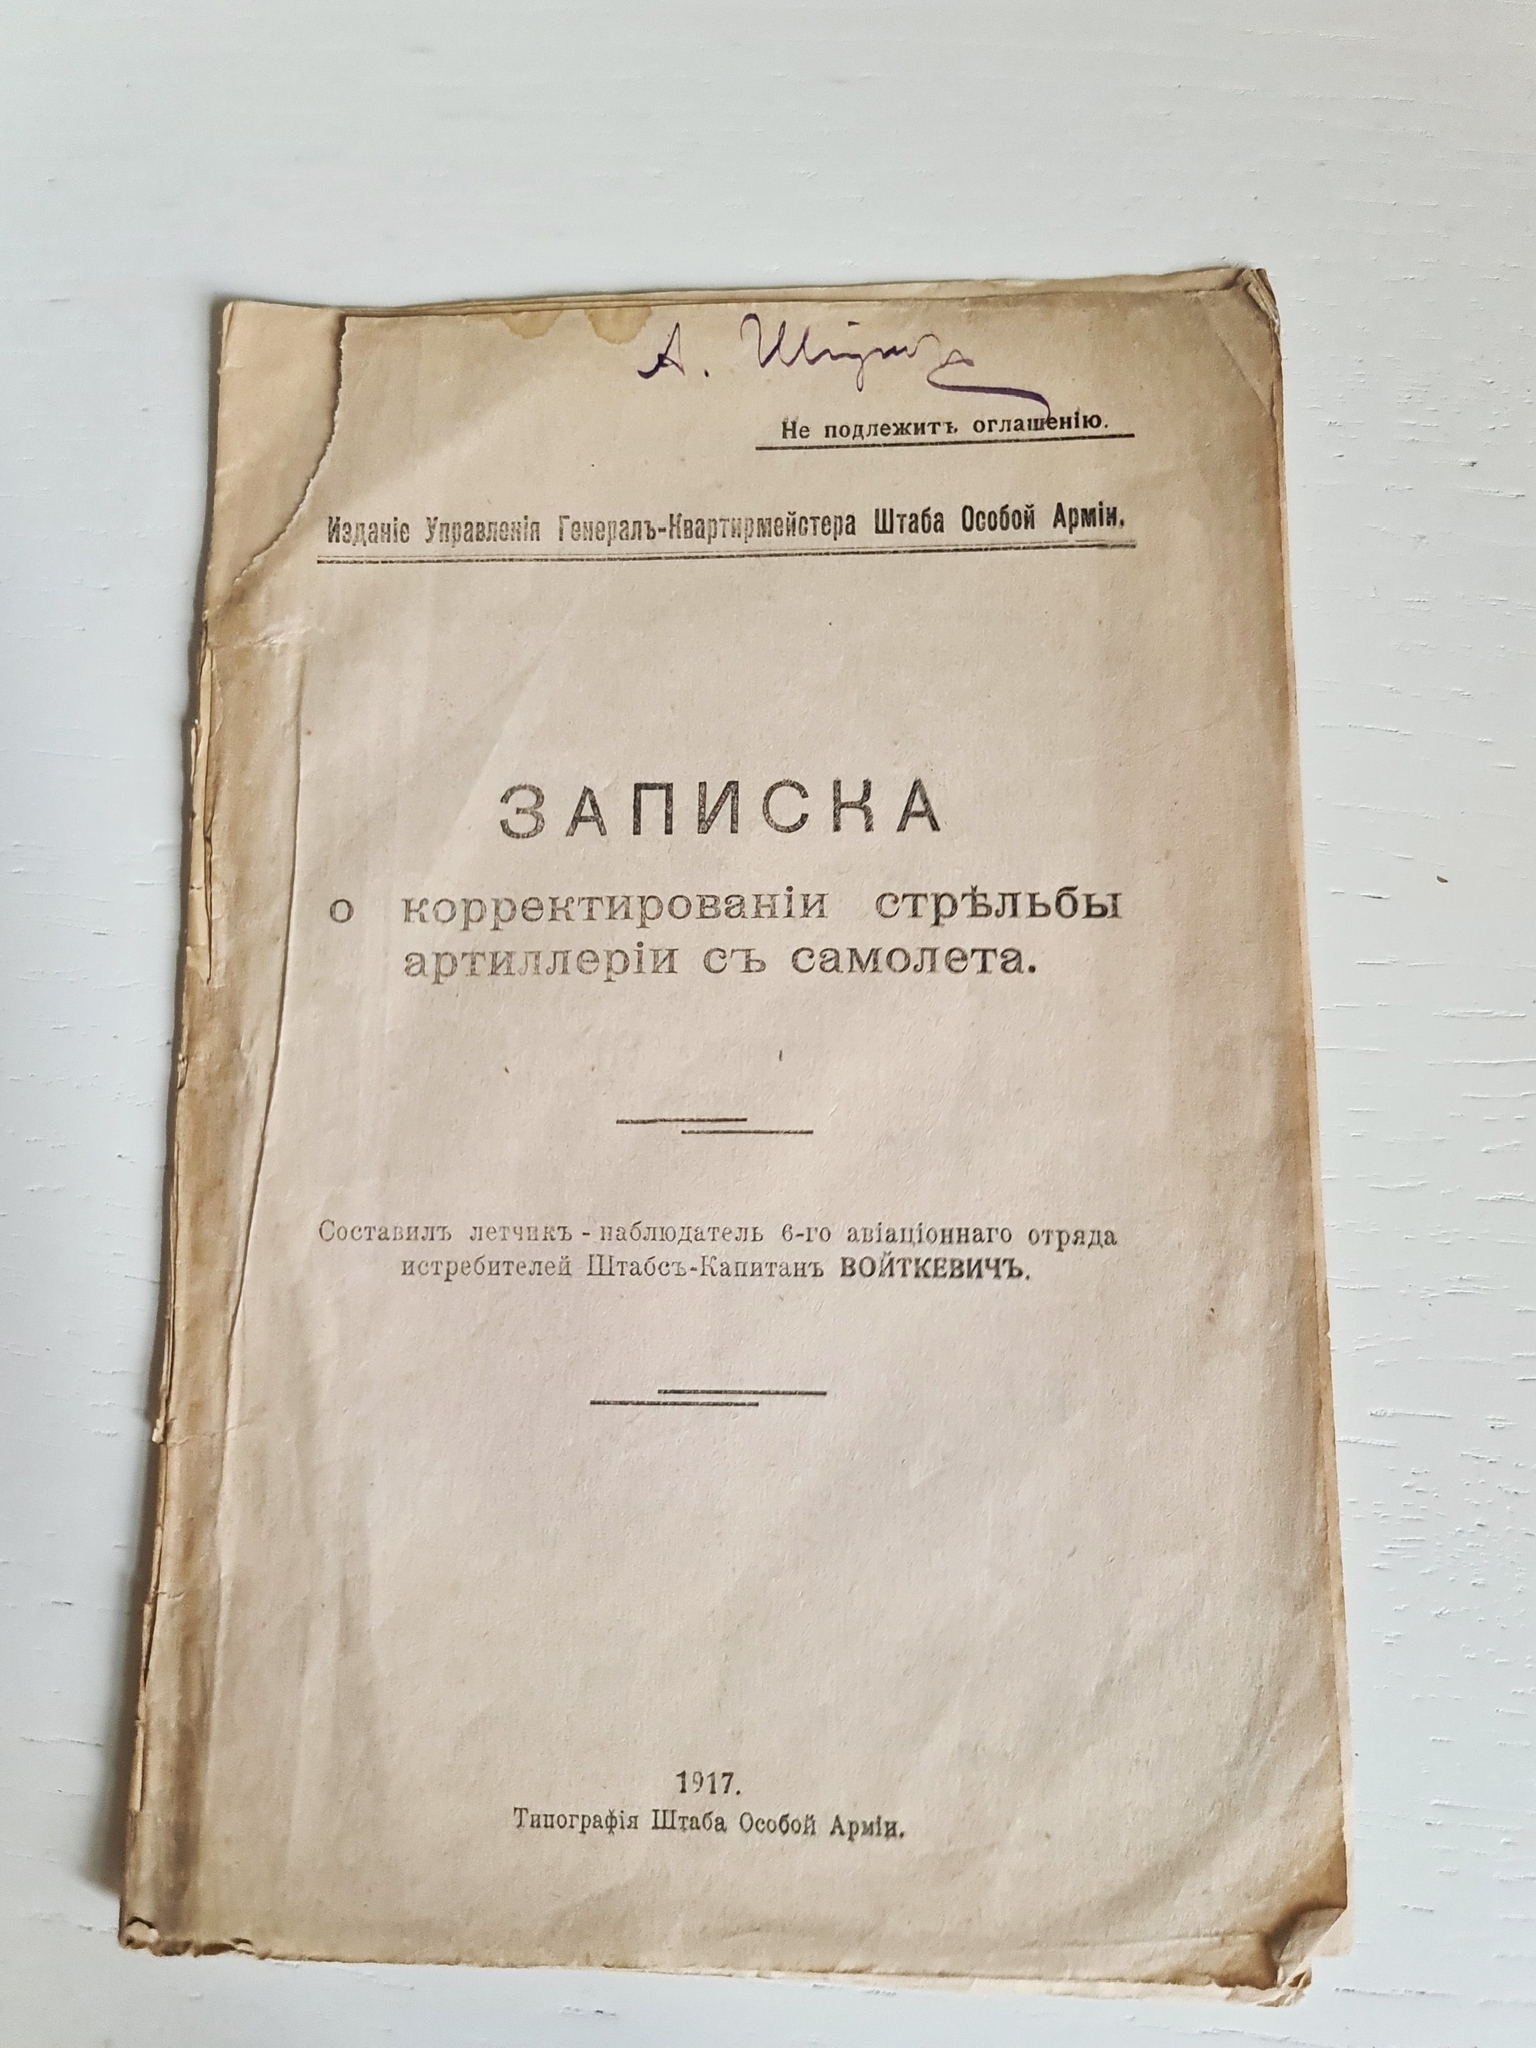 А.
Не подлежитъ оглашенію.
Изданіе Управленія Генералъ-Квартирмейстера Штаба Особой Арміи.
ЗАПИСКА
о корректированіи стрѣльбы
артиллеріи съ самолета.
Составилъ летчикъ - наблюдатель 6-го авіаціоннаго отряда
истребителей Штабсъ-Капитанъ ВОЙТКЕВИЧЪ.
1917.
Типографія Штаба Особой Арміи.